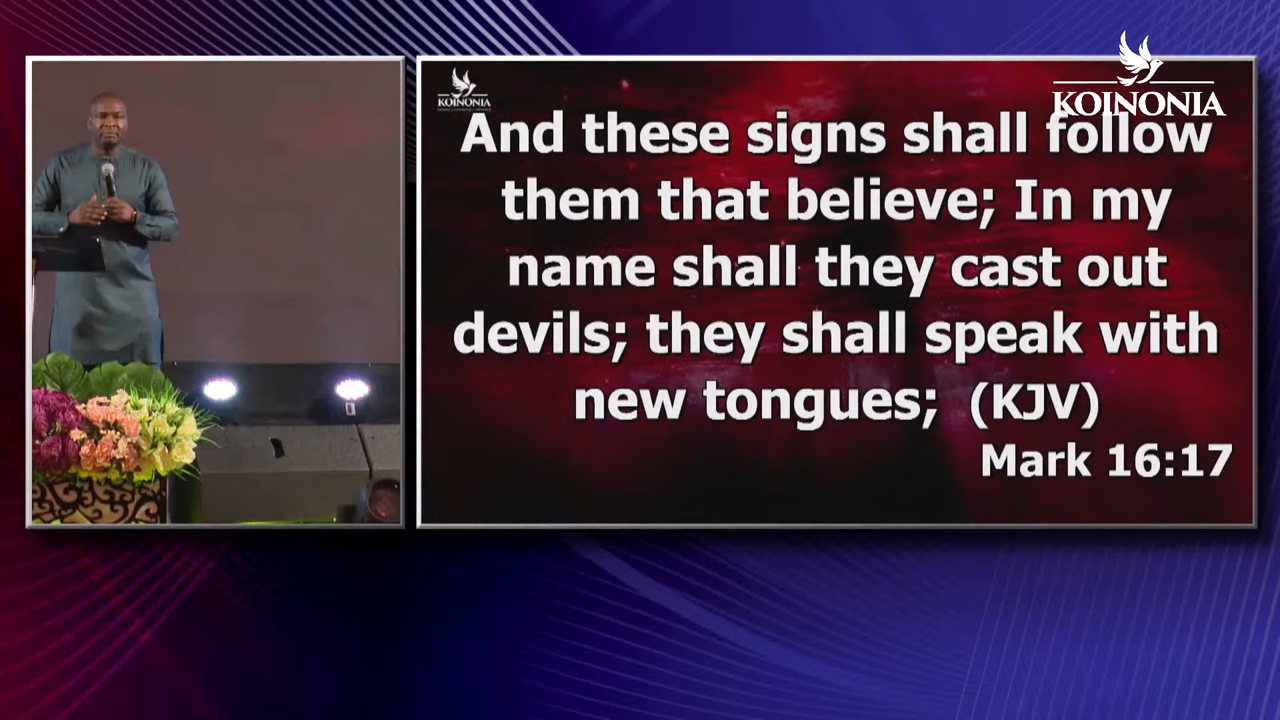 KOINONIA
KOINONIA
And these signs shall follow
them that believe; In my
name shall they cast out
devils; they shall speak with
new tongues; (KJV)
Mark 16:17